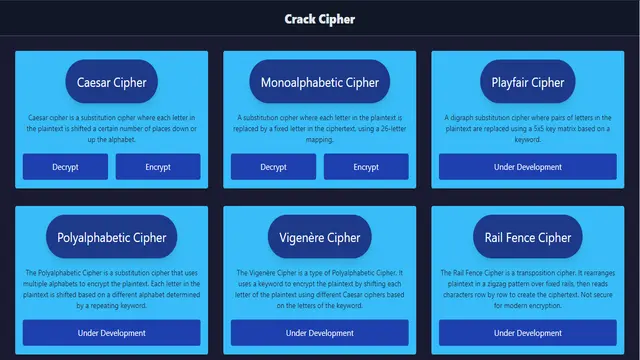 Crack Cipher
Caesar Cipher
Caesar cipher is a substitution cipher where each letter in
the plaintext is shifted a certain number of places down or
up the alphabet.
Decrypt
Encrypt
Monoalphabetic Cipher
A substitution cipher where each letter in the plaintext is
replaced by a fixed letter in the ciphertext, using a 26-letter
mapping.
Decrypt
Encrypt
Playfair Cipher
A digraph substitution cipher where pairs of letters in the
plaintext are replaced using a 5x5 key matrix based on a
keyword.
Under Development
Polyalphabetic Cipher
The Polyalphabetic Cipher is a substitution cipher that uses
multiple alphabets to encrypt the plaintext. Each letter in the
plaintext is shifted based on a different alphabet determined
by a repeating keyword.
Under Development
Vigenère Cipher
The Vigenère Cipher is a type of Polyalphabetic Cipher. It
uses a keyword to encrypt the plaintext by shifting each
letter of the plaintext using different Caesar ciphers based
on the letters of the keyword.
Under Development
Rail Fence Cipher
The Rail Fence Cipher is a transposition cipher. It rearranges
plaintext in a zigzag pattern over fixed rails, then reads
characters row by row to create the ciphertext. Not secure
for modern encryption.
Under Development